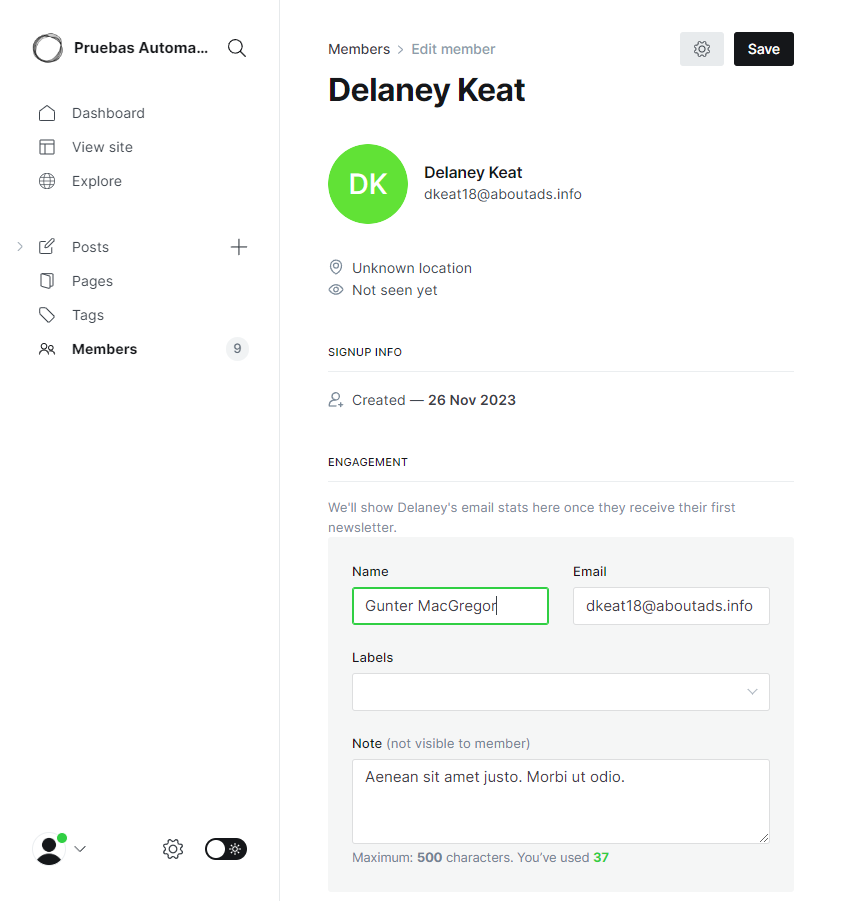 Pruebas Automa...
Dashboard
View site
Explore
Posts
Pages
Tags
Members
9
Members > Edit member
Save
Delaney Keat
DK
Delaney Keat
dkeat18@aboutads.info
Unknown location
Not seen yet
SIGNUP INFO
Created — 26 Nov 2023
ENGAGEMENT
We'll show Delaney's email stats here once they receive their first
newsletter.
Name
Email
Gunter MacGregor
dkeat18@aboutads.info
Labels
Note (not visible to member)
Aenean sit amet justo. Morbi ut odio.
Maximum: 500 characters. You've used 37